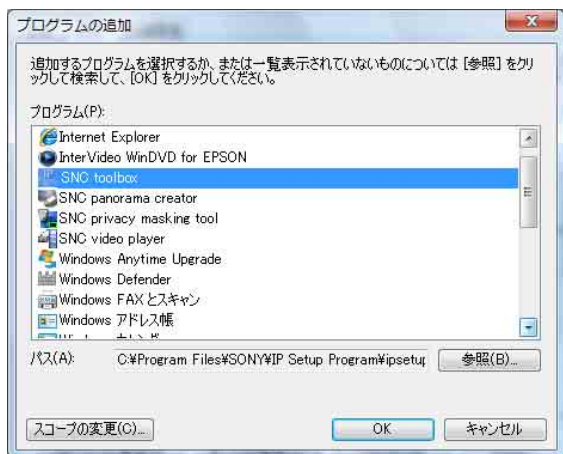 プログラムの追加
追加するプログラムを選択するか、または一覧表示されていないものについては [参照] をクリ
ックして検索して、[OK] をクリックしてください。
プログラム(P):
Internet Explorer
InterVideo WinDVD for EPSON
SNC toolbox
SNC panorama creator
SNC privacy masking tool
SNC video player
Windows Anytime Upgrade
Windows Defender
Windows FAX とスキャン
Windows アドレス帳
パス(A):
C:¥Program Files¥SONY¥IP Setup Program¥ipsetup
参照(B)...
スコープの変更(C)...
OK
キャンセル